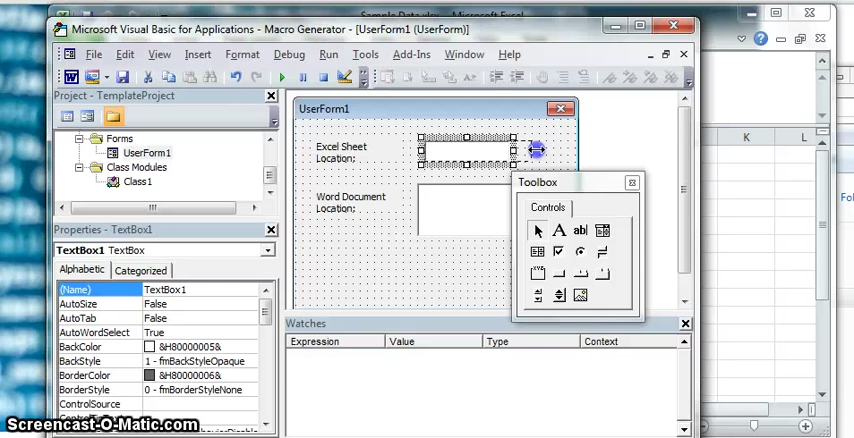 Sample Data.xlsx - Microsoft Excel
Microsoft Visual Basic for Applications - Macro Generator - [UserForm1 (UserForm)]
File Edit View Insert Format Debug Run Tools Add-Ins Window Help
Project - TemplateProject
Forms
UserForm1
Class Modules
Class1
Properties - TextBox1
TextBox1 TextBox
Alphabetic Categorized
(Name) TextBox1
AutoSize False
AutoTab False
AutoWordSelect True
BackColor &H80000005&
BackStyle 1 - fmBackStyleOpaque
BorderColor &H80000006&
BorderStyle 0 - fmBorderStyleNone
ControlSource
UserForm1
Excel Sheet
Location:
Word Document
Location:
Toolbox
Controls
A ab|
Watches
Expression Value Type Context
K L
Screencast-O-Matic.com